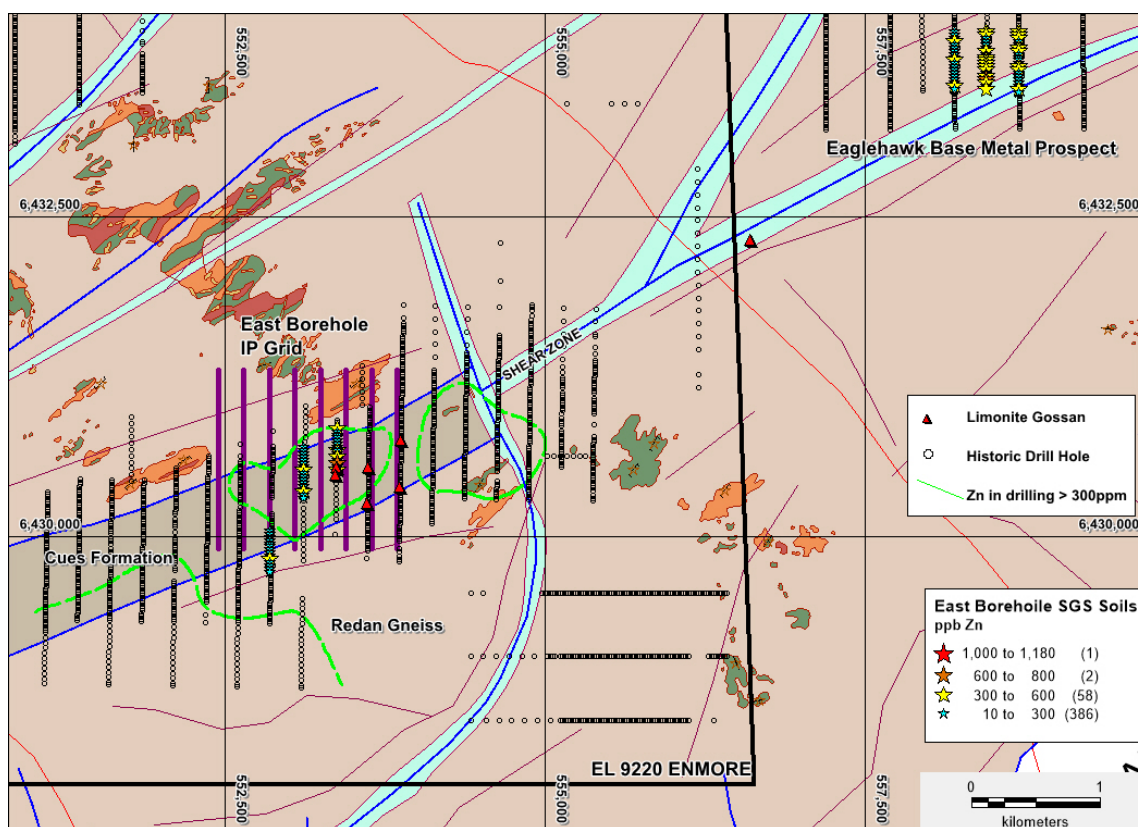 552,500
555,000
557,500
Eaglehawk Base Metal Prospect
6,432,500
6,432,500
East Borehole
IP Grid
SHEAR ZONE
Limonite Gossan
Historic Drill Hole
Zn in drilling > 300ppm
6,430,000
6,430,000
Cues Formation
Redan Gneiss
East Borehoile SGS Soils
ppb Zn
1,000 to 1,180 (1)
600 to 800 (2)
300 to 600 (58)
10 to 300 (386)
EL 9220 ENMORE
552,500
555,000
557,500
0 1
kilometers